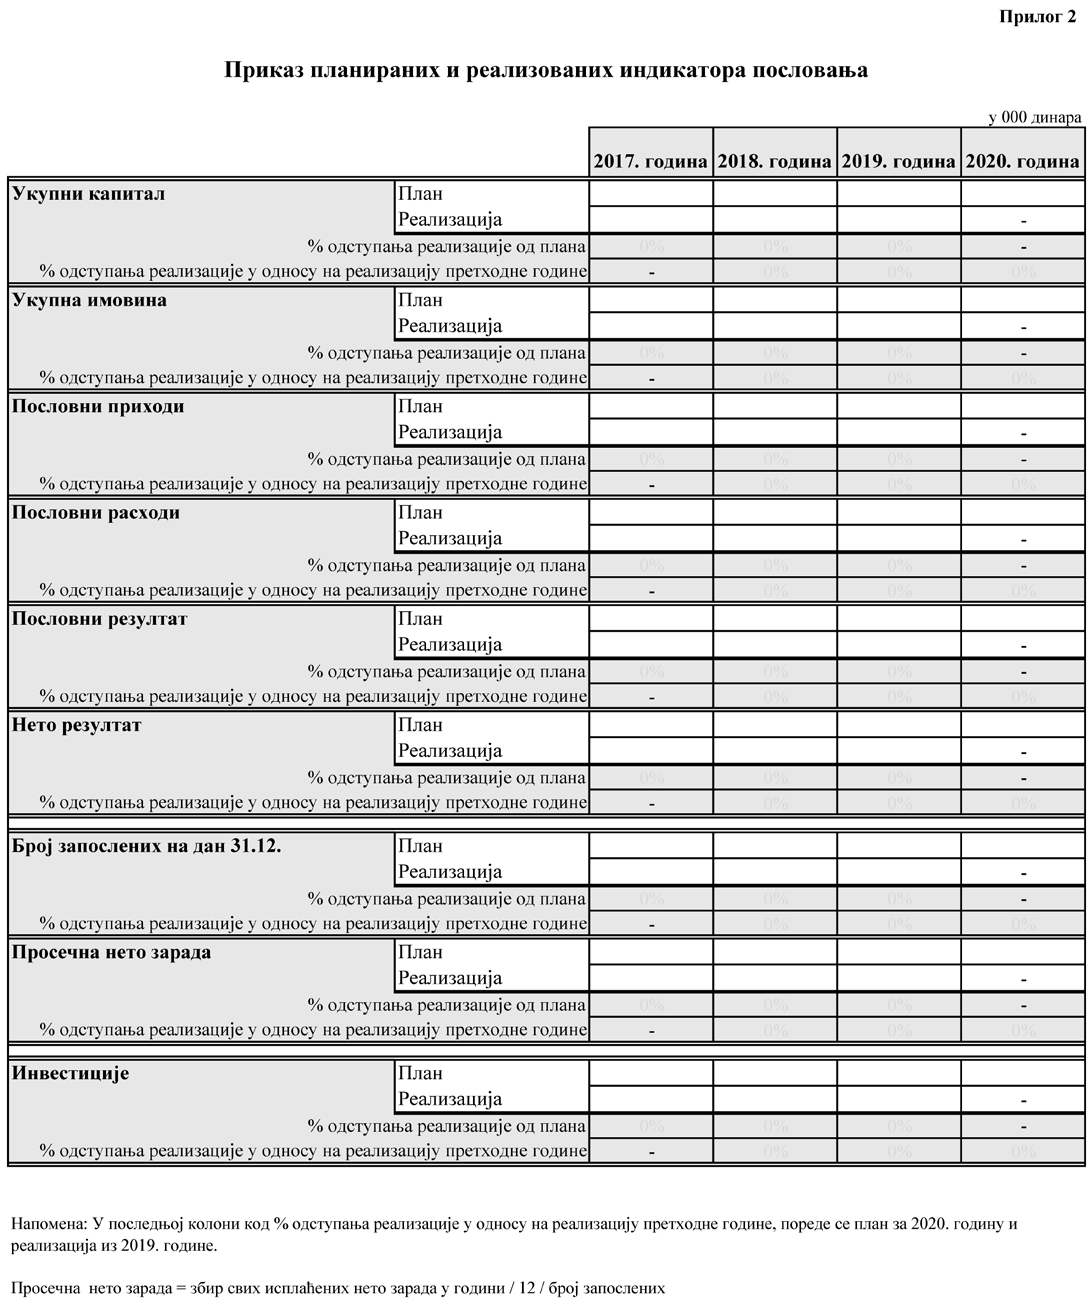 Прилог 2
Приказ планираних и реализованих индикатора пословања
у 000 динара
2017. година 2018. година 2019. година 2020. година
Укупни капитал План
Реализација -
% одступања реализације од плана 0% 0% 0% -
% одступања реализације у односу на реализацију претходне године - 0% 0% 0%
Укупна имовина План
Реализација -
% одступања реализације од плана 0% 0% 0% -
% одступања реализације у односу на реализацију претходне године - 0% 0% 0%
Пословни приходи План
Реализација -
% одступања реализације од плана 0% 0% 0% -
% одступања реализације у односу на реализацију претходне године - 0% 0% 0%
Пословни расходи План
Реализација -
% одступања реализације од плана 0% 0% 0% -
% одступања реализације у односу на реализацију претходне године - 0% 0% 0%
Пословни резултат План
Реализација -
% одступања реализације од плана 0% 0% 0% -
% одступања реализације у односу на реализацију претходне године - 0% 0% 0%
Нето резултат План
Реализација -
% одступања реализације од плана 0% 0% 0% -
% одступања реализације у односу на реализацију претходне године - 0% 0% 0%
Број запослених на дан 31.12. План
Реализација -
% одступања реализације од плана 0% 0% 0% -
% одступања реализације у односу на реализацију претходне године - 0% 0% 0%
Просечна нето зарада План
Реализација -
% одступања реализације од плана 0% 0% 0% -
% одступања реализације у односу на реализацију претходне године - 0% 0% 0%
Инвестиције План
Реализација -
% одступања реализације од плана 0% 0% 0% -
% одступања реализације у односу на реализацију претходне године - 0% 0% 0%
Напомена: У последњој колони код % одступања реализације у односу на реализацију претходне године, пореде се план за 2020. годину и
реализација из 2019. године.
Просечна нето зарада = збир свих исплаћених нето зарада у години / 12 / број запослених